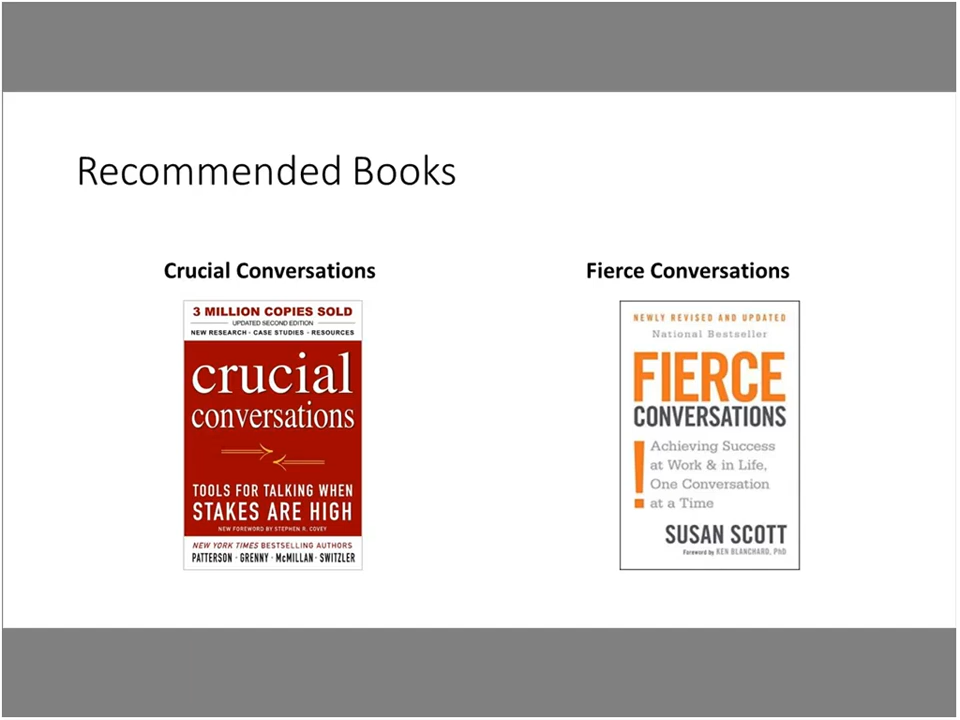 Recommended Books
Crucial Conversations
3 MILLION COPIES SOLD
UPDATED SECOND EDITION
NEW RESEARCH · CASE STUDIES · RESOURCES
crucial
conversations
TOOLS FOR TALKING WHEN
STAKES ARE HIGH
NEW FOREWORD BY STEPHEN R. COVEY
NEW YORK TIMES BESTSELLING AUTHORS
PATTERSON · GRENNY · McMILLAN · SWITZLER
Fierce Conversations
NEWLY REVISED AND UPDATED
National Bestseller
FIERCE
CONVERSATIONS
! Achieving Success
at Work & in Life,
One Conversation
at a Time
SUSAN SCOTT
Foreword by KEN BLANCHARD, PhD